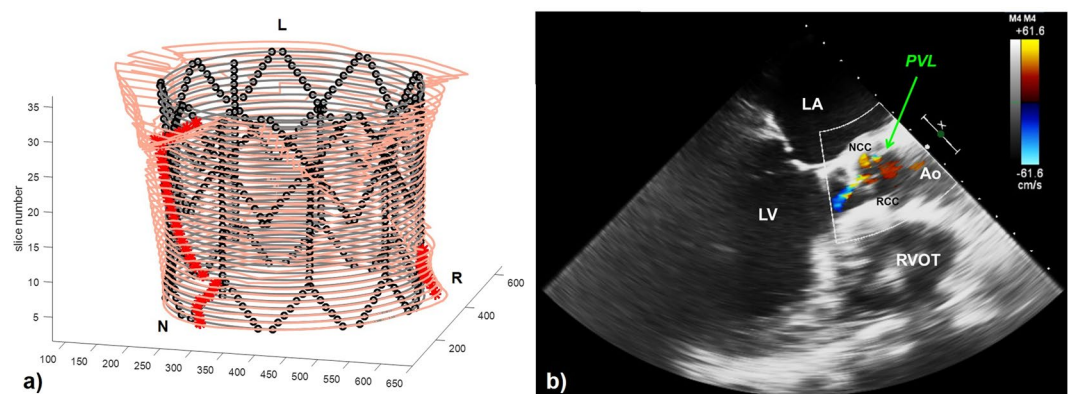 L
35
30
25
20
15
10
5
slice number
N
R
600
400
200
100 150 200 250 300 350 400 450 500 550 600 650
a)
M4 M4
+61.6
-61.6
cm/s
PVL
LA
x
NCC
Ao
RCC
LV
RVOT
b)